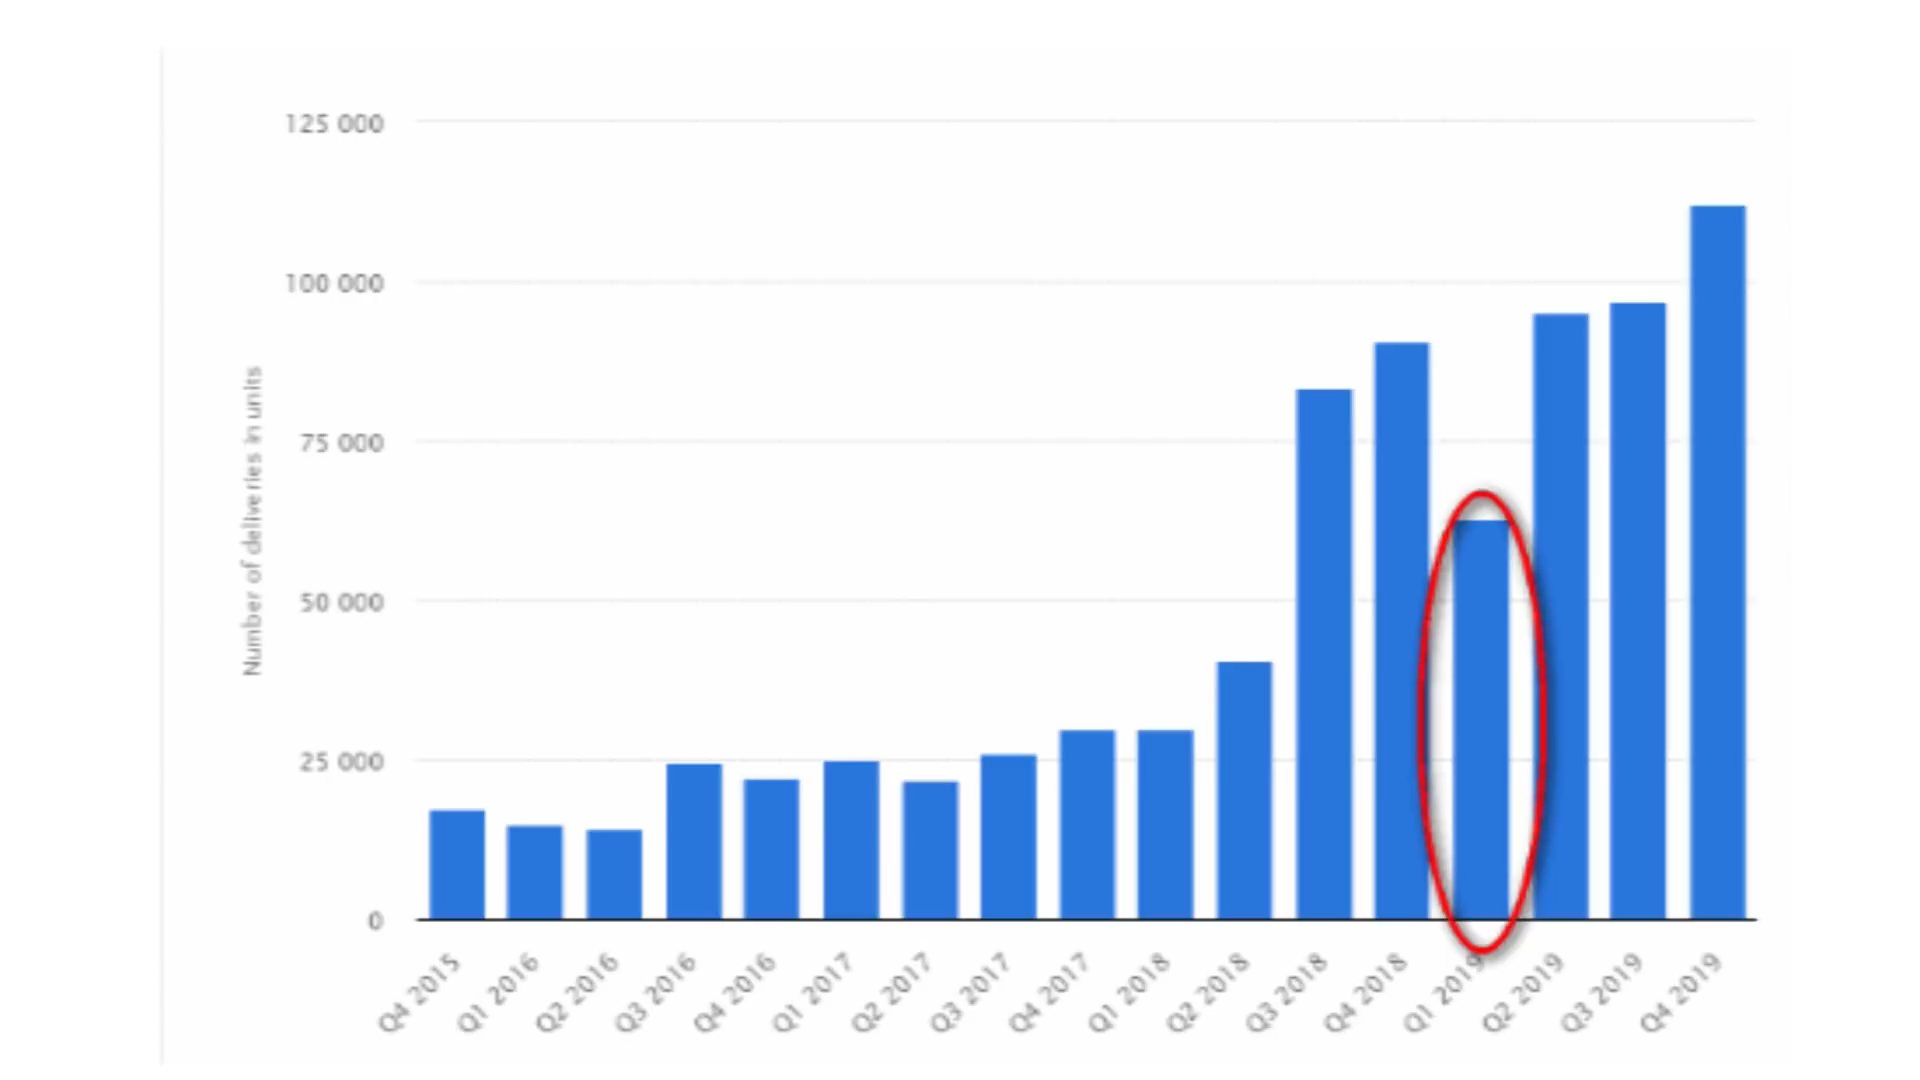 125 000
100 000
75 000
50 000
25 000
0
Number of deliveries in units
Q4 2015
Q1 2016
Q2 2016
Q3 2016
Q4 2016
Q1 2017
Q2 2017
Q3 2017
Q4 2017
Q1 2018
Q2 2018
Q3 2018
Q4 2018
Q1 2019
Q2 2019
Q3 2019
Q4 2019